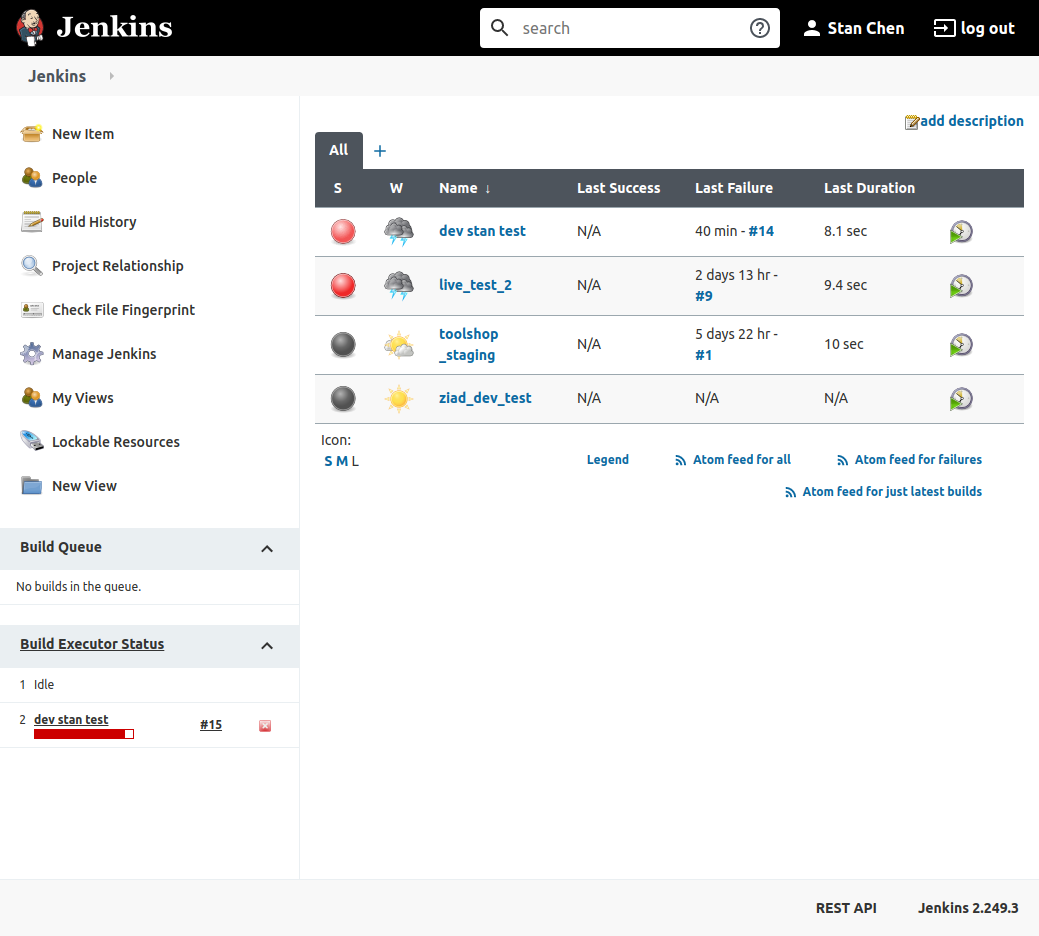 Jenkins
search
Stan Chen
log out
Jenkins
New Item
People
Build History
Project Relationship
Check File Fingerprint
Manage Jenkins
My Views
Lockable Resources
New View
Build Queue
No builds in the queue.
Build Executor Status
1 Idle
2 dev stan test #15
add description
All +
S W Name ↓ Last Success Last Failure Last Duration
dev stan test N/A 40 min - #14 8.1 sec
live_test_2 N/A 2 days 13 hr -
#9 9.4 sec
toolshop
_staging N/A 5 days 22 hr -
#1 10 sec
ziad_dev_test N/A N/A N/A
Icon:
S M L
Legend Atom feed for all Atom feed for failures
Atom feed for just latest builds
REST API Jenkins 2.249.3